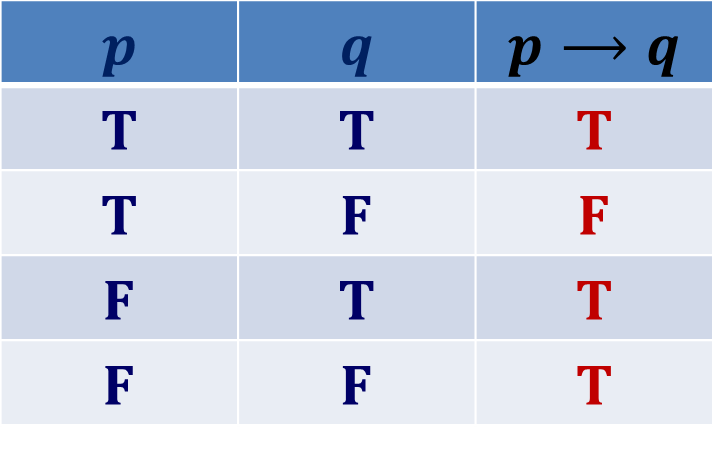 p q p ⟶ q
T T T
T F F
F T T
F F T